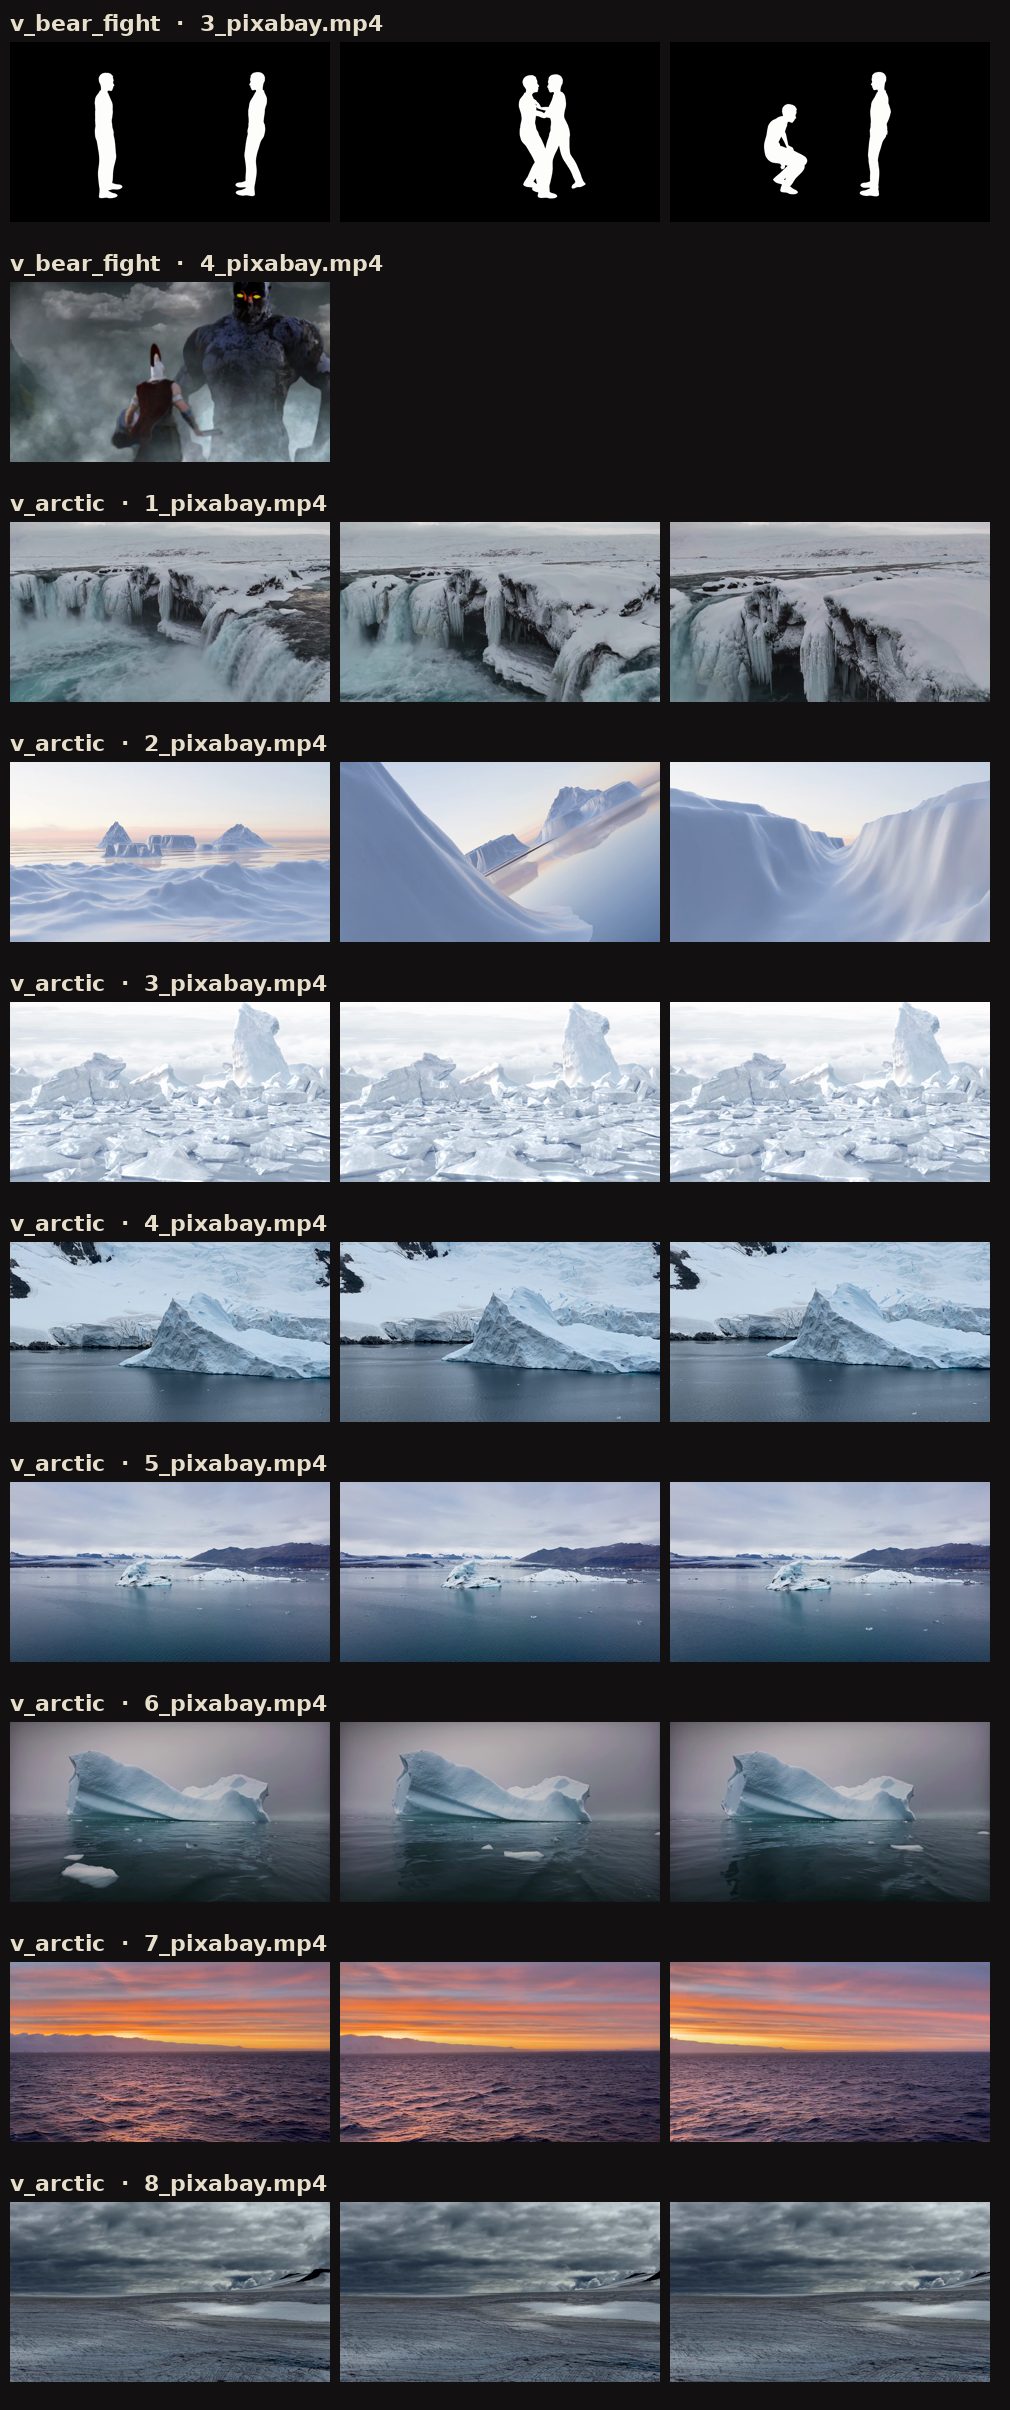 v_bear_fight · 3_pixabay.mp4
v_bear_fight · 4_pixabay.mp4
v_arctic · 1_pixabay.mp4
v_arctic · 2_pixabay.mp4
v_arctic · 3_pixabay.mp4
v_arctic · 4_pixabay.mp4
v_arctic · 5_pixabay.mp4
v_arctic · 6_pixabay.mp4
v_arctic · 7_pixabay.mp4
v_arctic · 8_pixabay.mp4